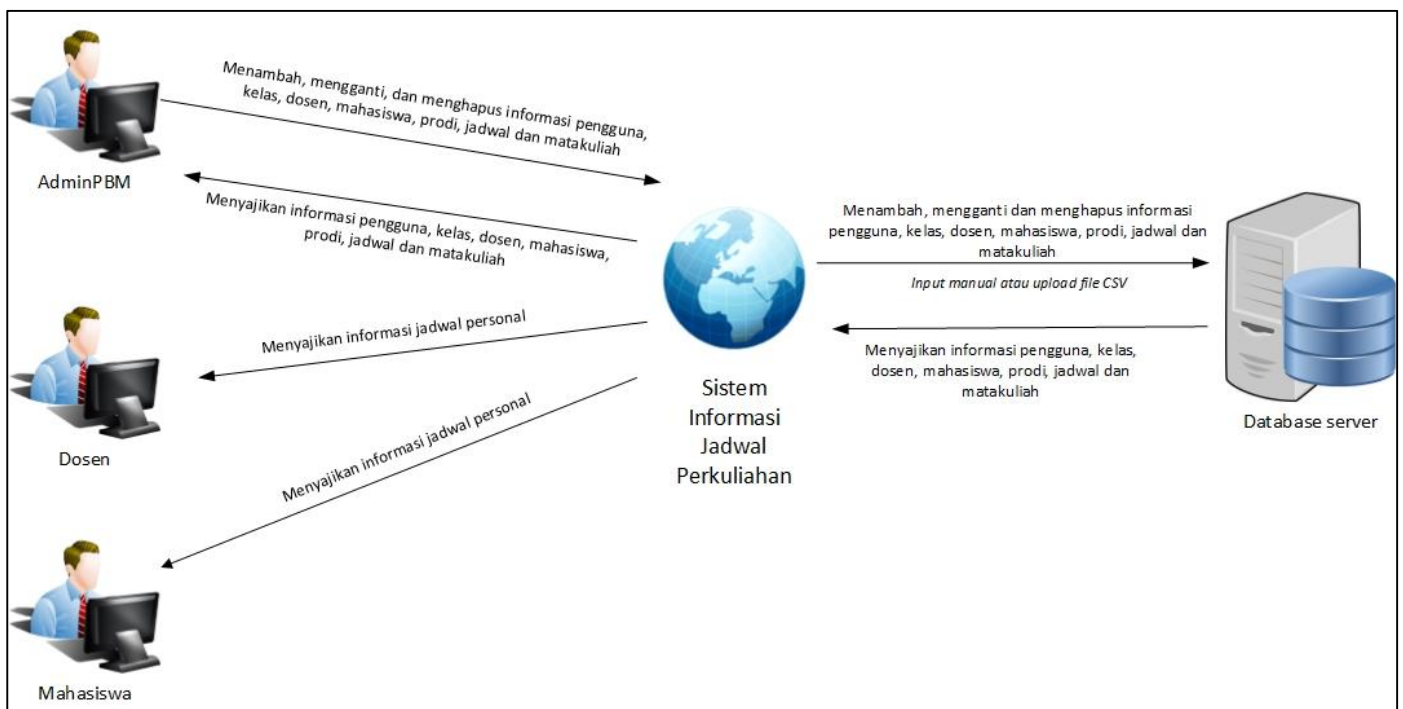 Menambah, mengganti, dan menghapus informasi pengguna,
kelas, dosen, mahasiswa, prodi, jadwal dan matakuliah
AdminPBM
Menyajikan informasi pengguna, kelas, dosen, mahasiswa,
prodi, jadwal dan matakuliah
Menyajikan informasi jadwal personal
Dosen
Menyajikan informasi jadwal personal
Mahasiswa
Sistem
Informasi
Jadwal
Perkuliahan
Menambah, mengganti dan menghapus informasi
pengguna, kelas, dosen, mahasiswa, prodi, jadwal dan
matakuliah
Input manual atau upload file CSV
Menyajikan informasi pengguna, kelas,
dosen, mahasiswa, prodi, jadwal dan
matakuliah
Database server